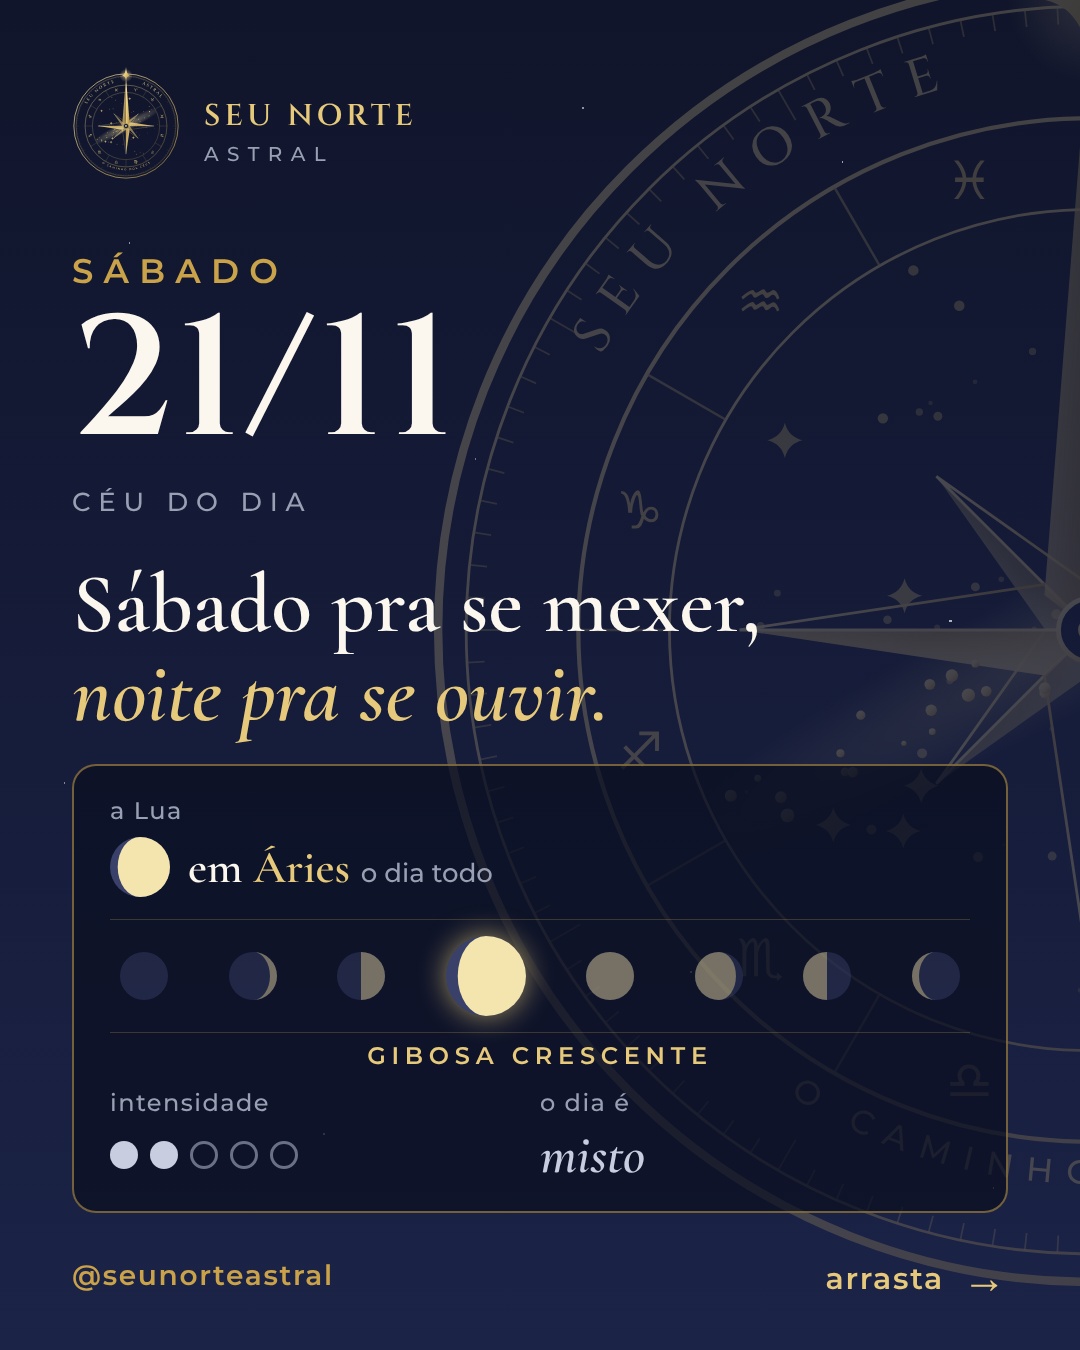 SEU NORTE
ASTRAL
SEU NORTE
SÁBADO
21/11
CÉU DO DIA
Sábado pra se mexer,
noite pra se ouvir.
a Lua
em Áries o dia todo
GIBOSA CRESCENTE
intensidade
o dia é
misto
O CAMINHO
@seunorteastral
arrasta →